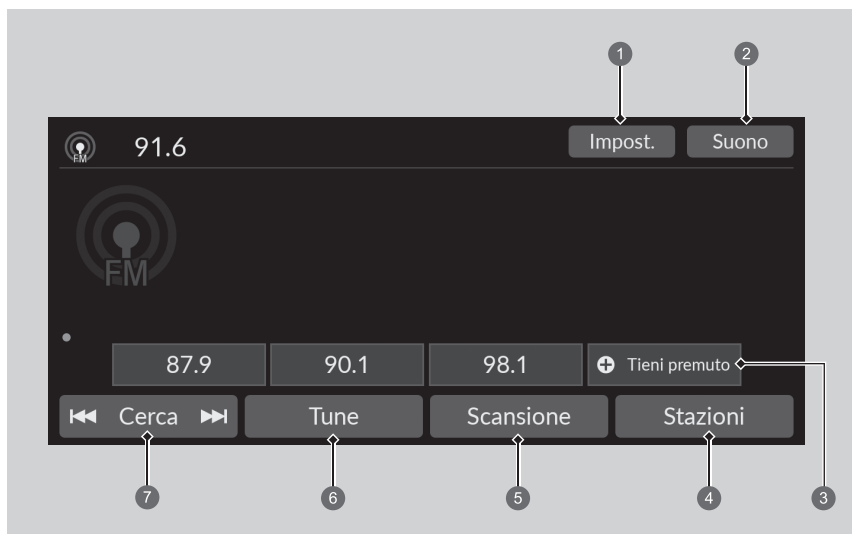 1 2
FM 91.6 Impost. Suono
FM
87.9 90.1 98.1 Tieni premuto
Cerca Tune Scansione Stazioni
7 6 5 4 3